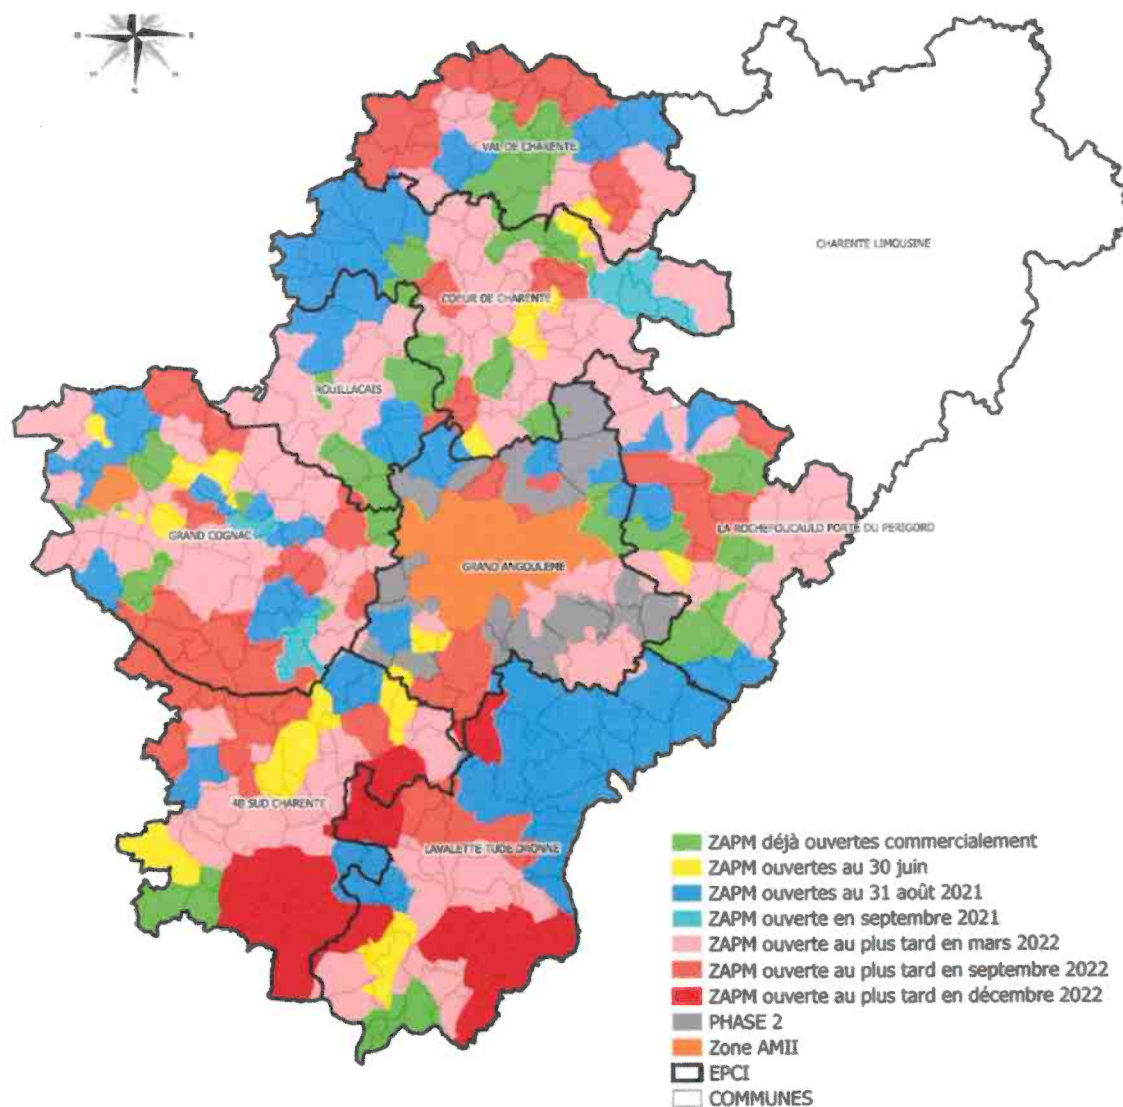 VAL DE CHARENTE
CHARENTE LIMOUSINE
COEUR DE CHARENTE
ROUILLACAIS
GRAND COGNAC
LA ROCHEFOUCAULD PORTE DU PERIGORD
GRAND ANGOULEME
4B SUD CHARENTE
LAVALETTE TUDE DRONNE
ZAPM déjà ouvertes commercialement
ZAPM ouvertes au 30 juin
ZAPM ouvertes au 31 août 2021
ZAPM ouverte en septembre 2021
ZAPM ouverte au plus tard en mars 2022
ZAPM ouverte au plus tard en septembre 2022
ZAPM ouverte au plus tard en décembre 2022
PHASE 2
Zone AMII
EPCI
COMMUNES